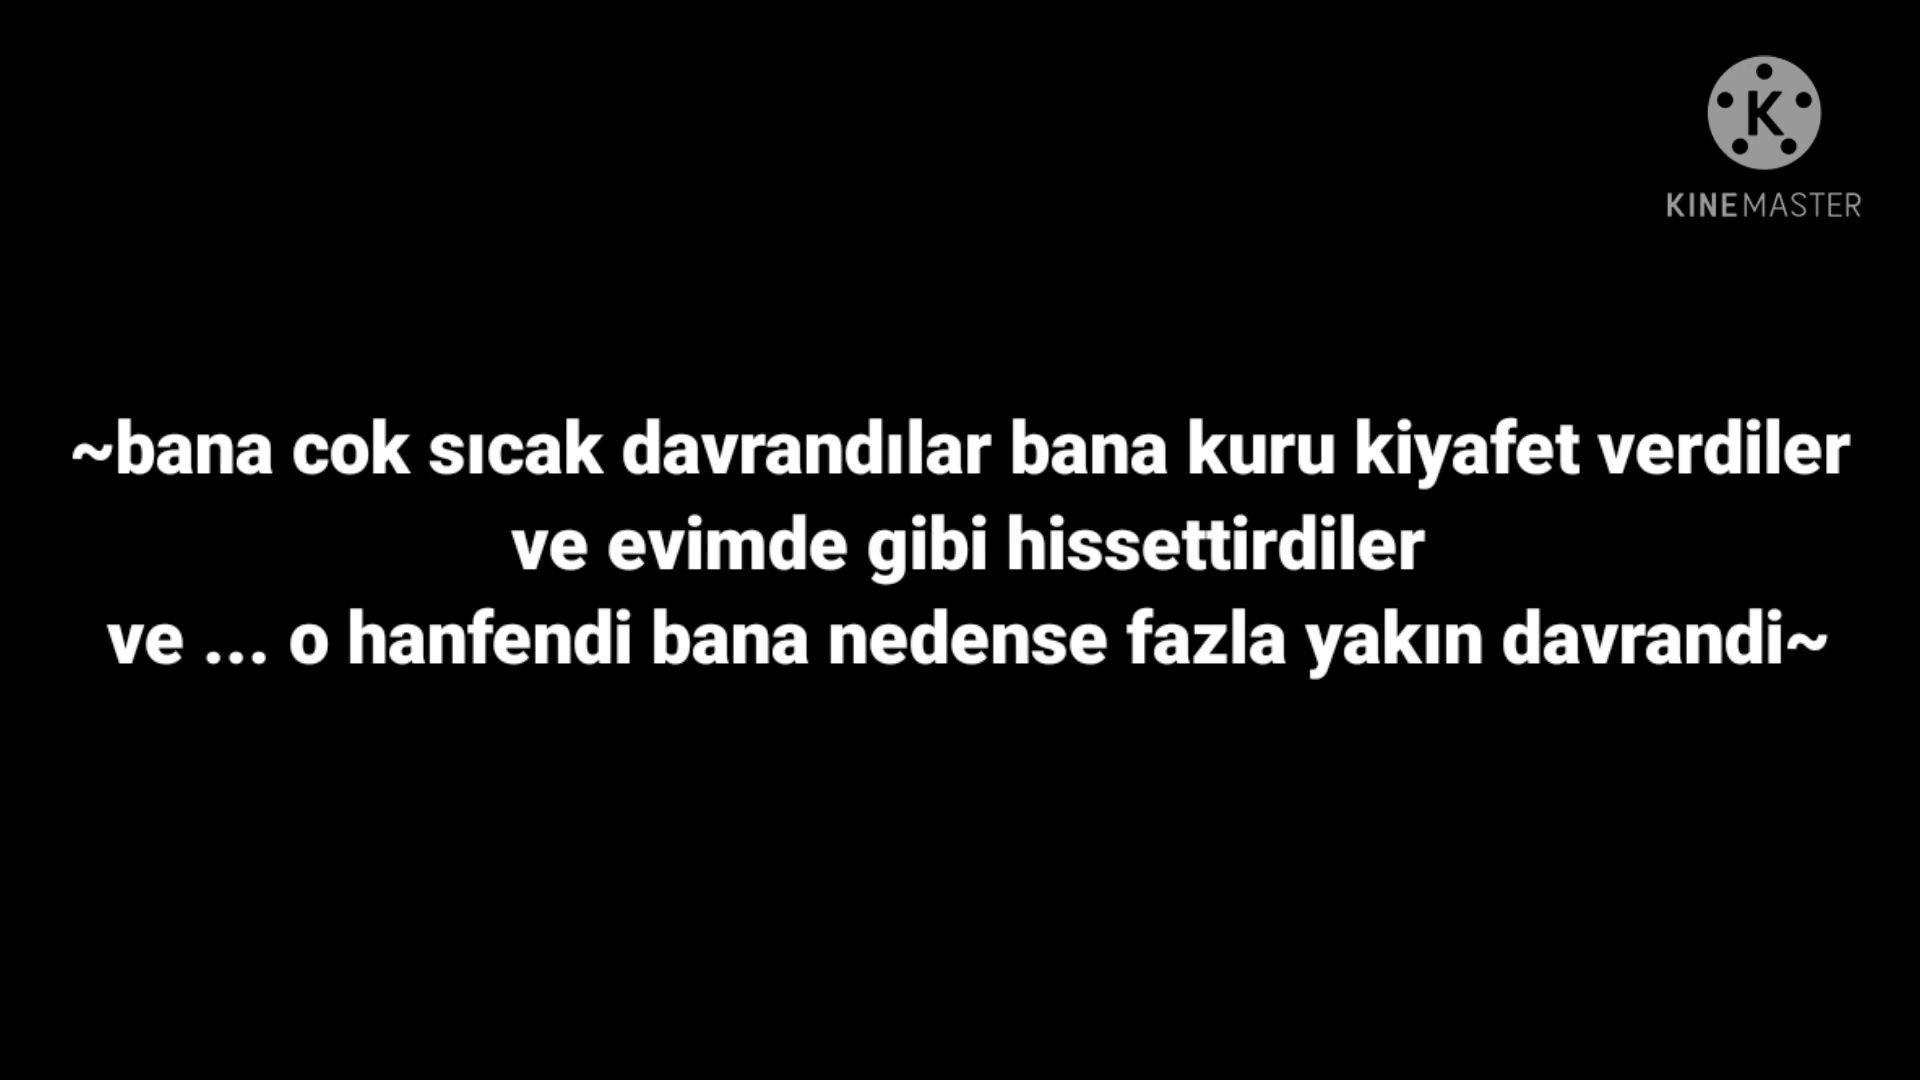 K
KINEMASTER
~bana cok sıcak davrandılar bana kuru kiyafet verdiler
ve evimde gibi hissettirdiler
ve ... o hanfendi bana nedense fazla yakın davrandi~